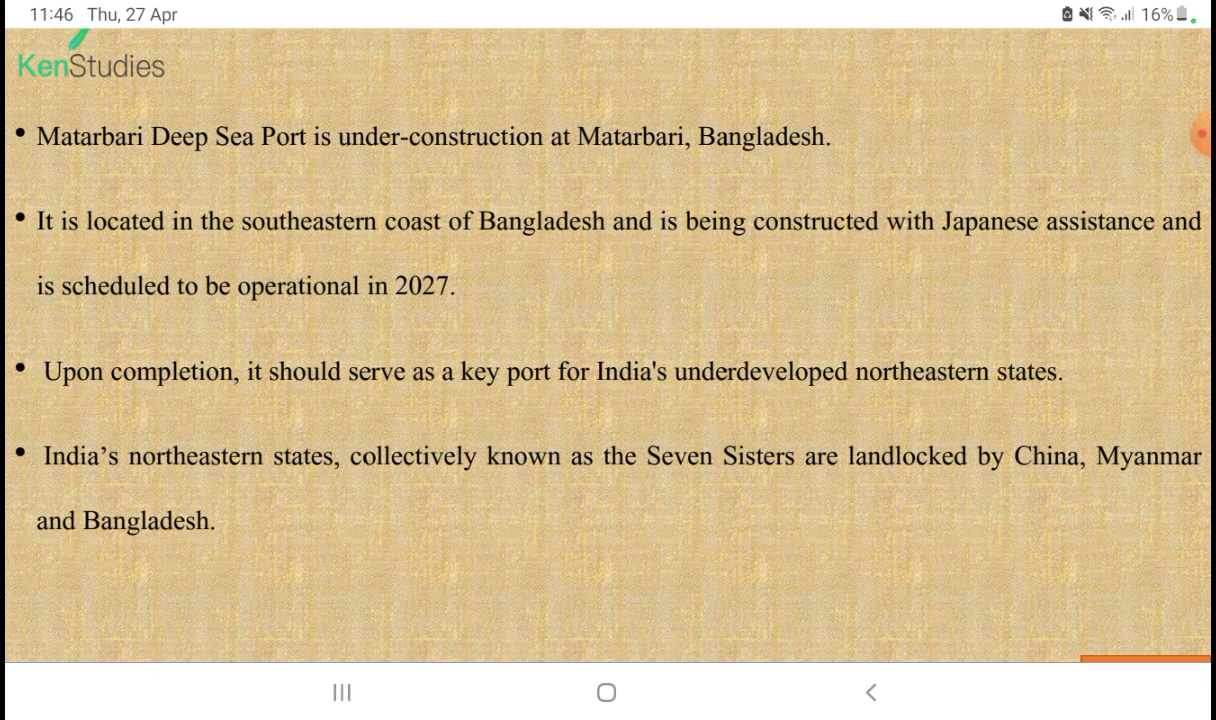 11:46 Thu, 27 Apr 16%
KenStudies
• Matarbari Deep Sea Port is under-construction at Matarbari, Bangladesh.
• It is located in the southeastern coast of Bangladesh and is being constructed with Japanese assistance and
is scheduled to be operational in 2027.
• Upon completion, it should serve as a key port for India's underdeveloped northeastern states.
• India’s northeastern states, collectively known as the Seven Sisters are landlocked by China, Myanmar
and Bangladesh.